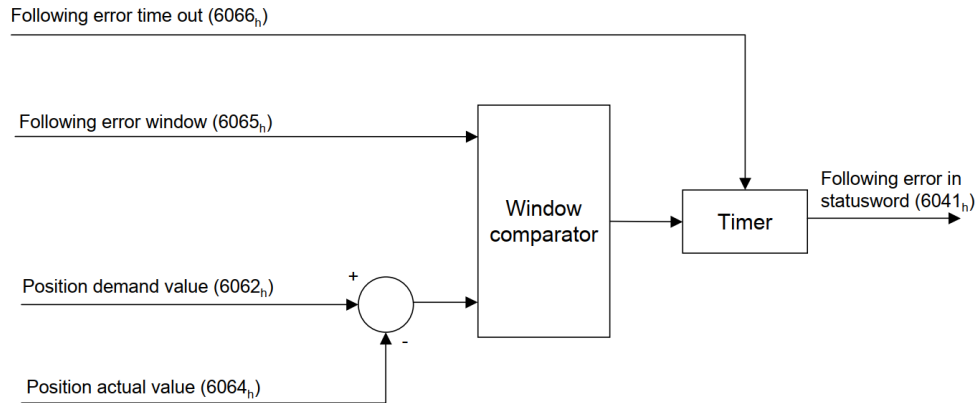 Following error time out (6066h)
Following error window (6065h)
Window
comparator
Following error in
statusword (6041h)
Timer
+
Position demand value (6062h)
-
Position actual value (6064h)